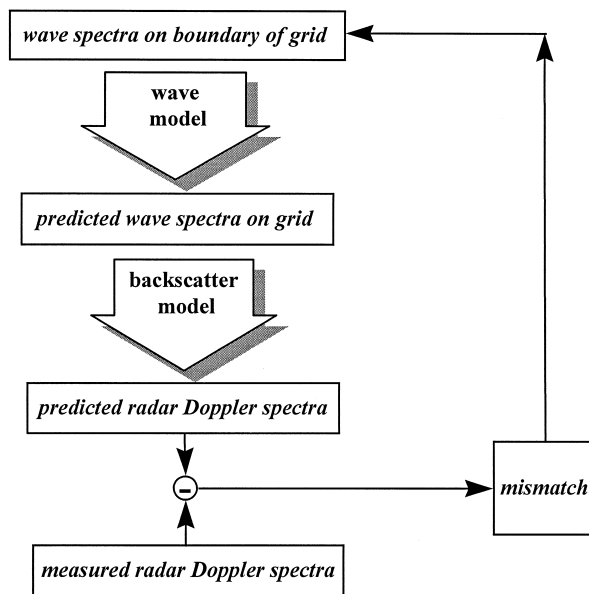 wave spectra on boundary of grid
wave
model
predicted wave spectra on grid
backscatter
model
predicted radar Doppler spectra
-
mismatch
measured radar Doppler spectra